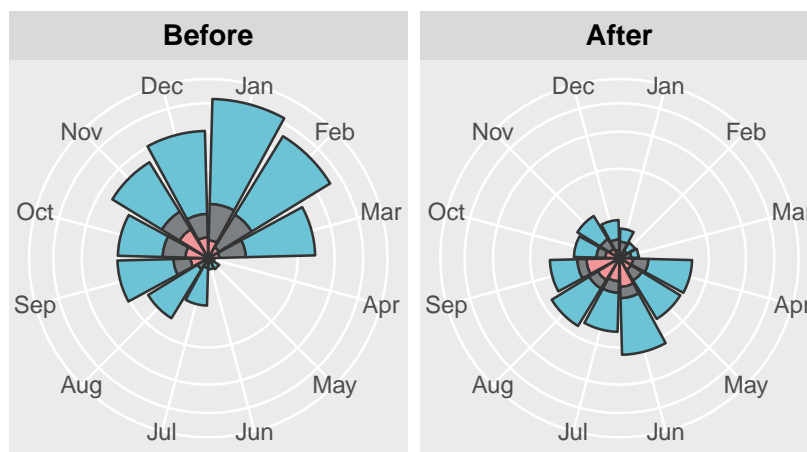 Before
Dec
Jan
Nov
Feb
Oct
Mar
Sep
Apr
Aug
May
Jul
Jun
After
Dec
Jan
Nov
Feb
Oct
Mar
Sep
Apr
Aug
May
Jul
Jun